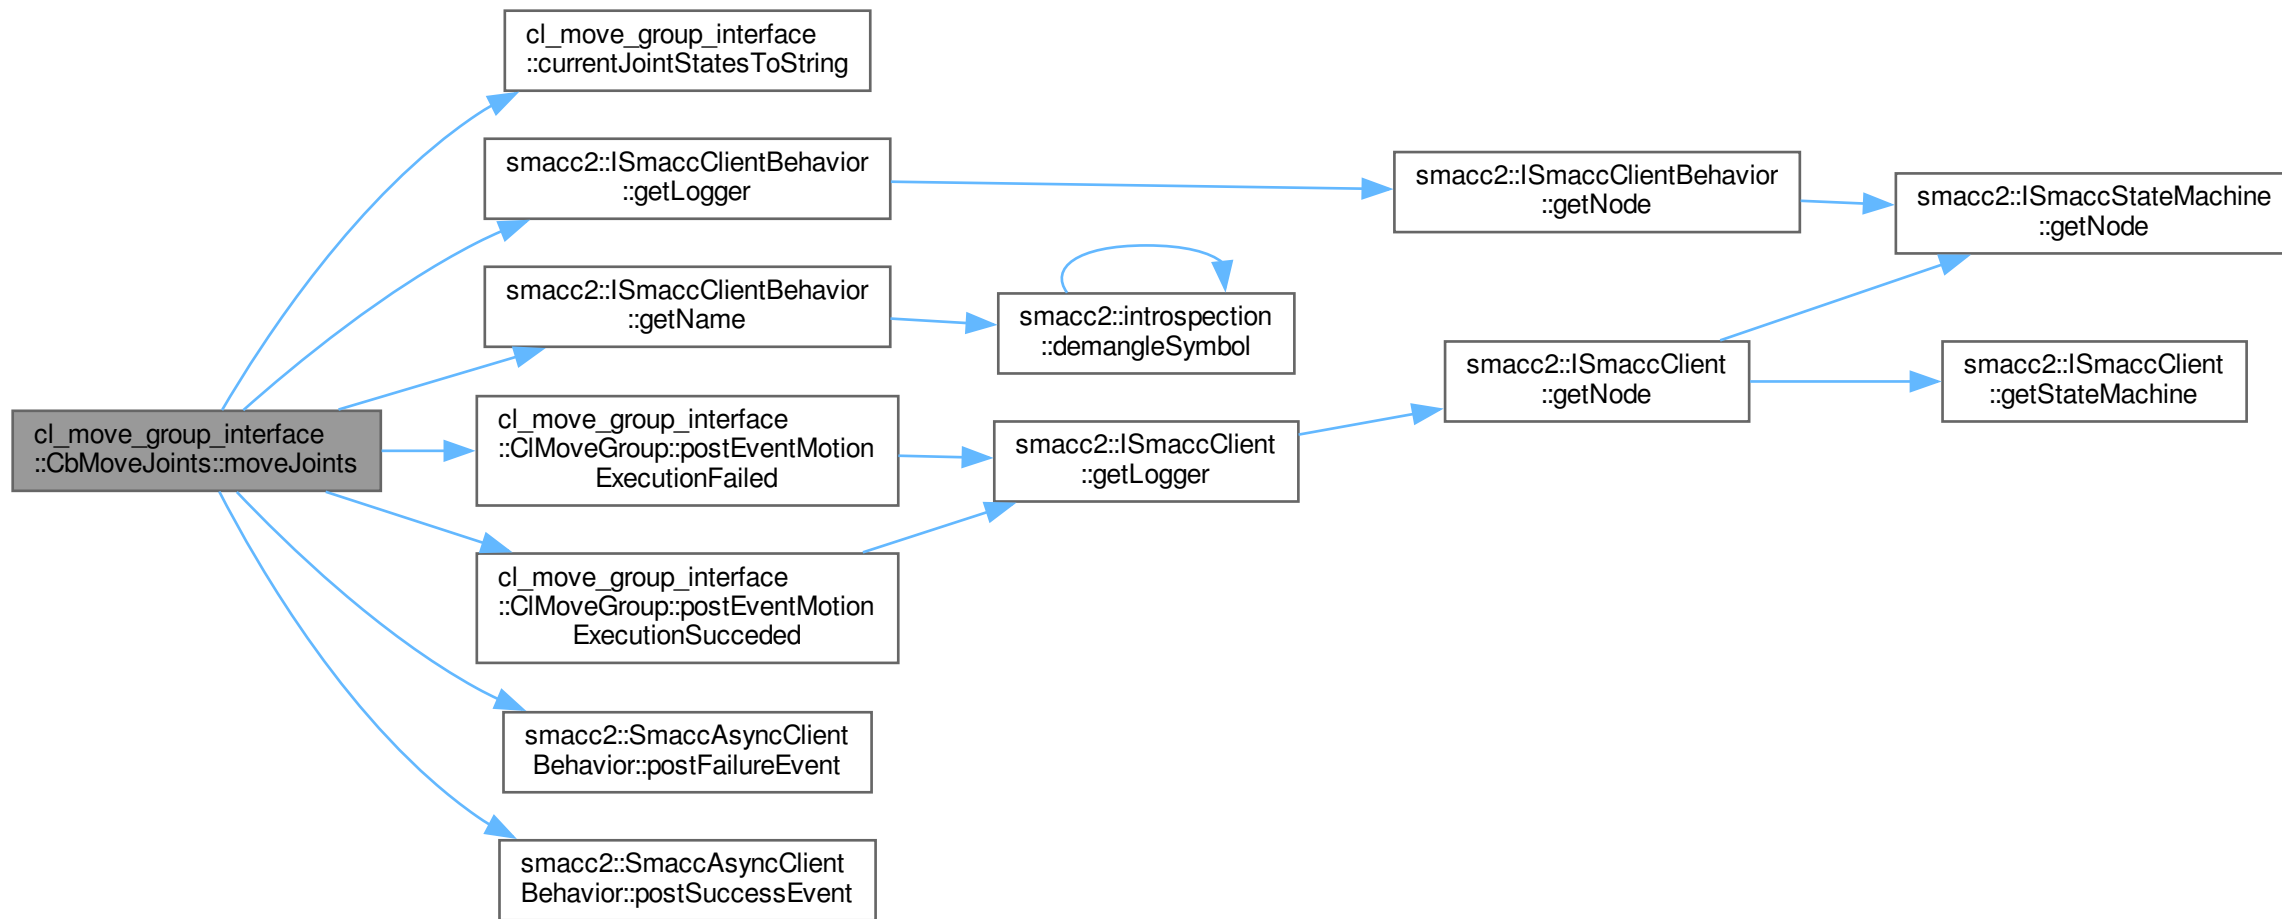 cl_move_group_interface
::currentJointStatesToString
smacc2::ISmaccClientBehavior
::getLogger
smacc2::ISmaccClientBehavior
::getNode
smacc2::ISmaccStateMachine
::getNode
smacc2::ISmaccClientBehavior
::getName
smacc2::introspection
::demangleSymbol
smacc2::ISmaccClient
::getNode
smacc2::ISmaccClient
::getStateMachine
cl_move_group_interface
::CbMoveJoints::moveJoints
cl_move_group_interface
::ClMoveGroup::postEventMotion
ExecutionFailed
smacc2::ISmaccClient
::getLogger
cl_move_group_interface
::ClMoveGroup::postEventMotion
ExecutionSucceded
smacc2::SmaccAsyncClient
Behavior::postFailureEvent
smacc2::SmaccAsyncClient
Behavior::postSuccessEvent